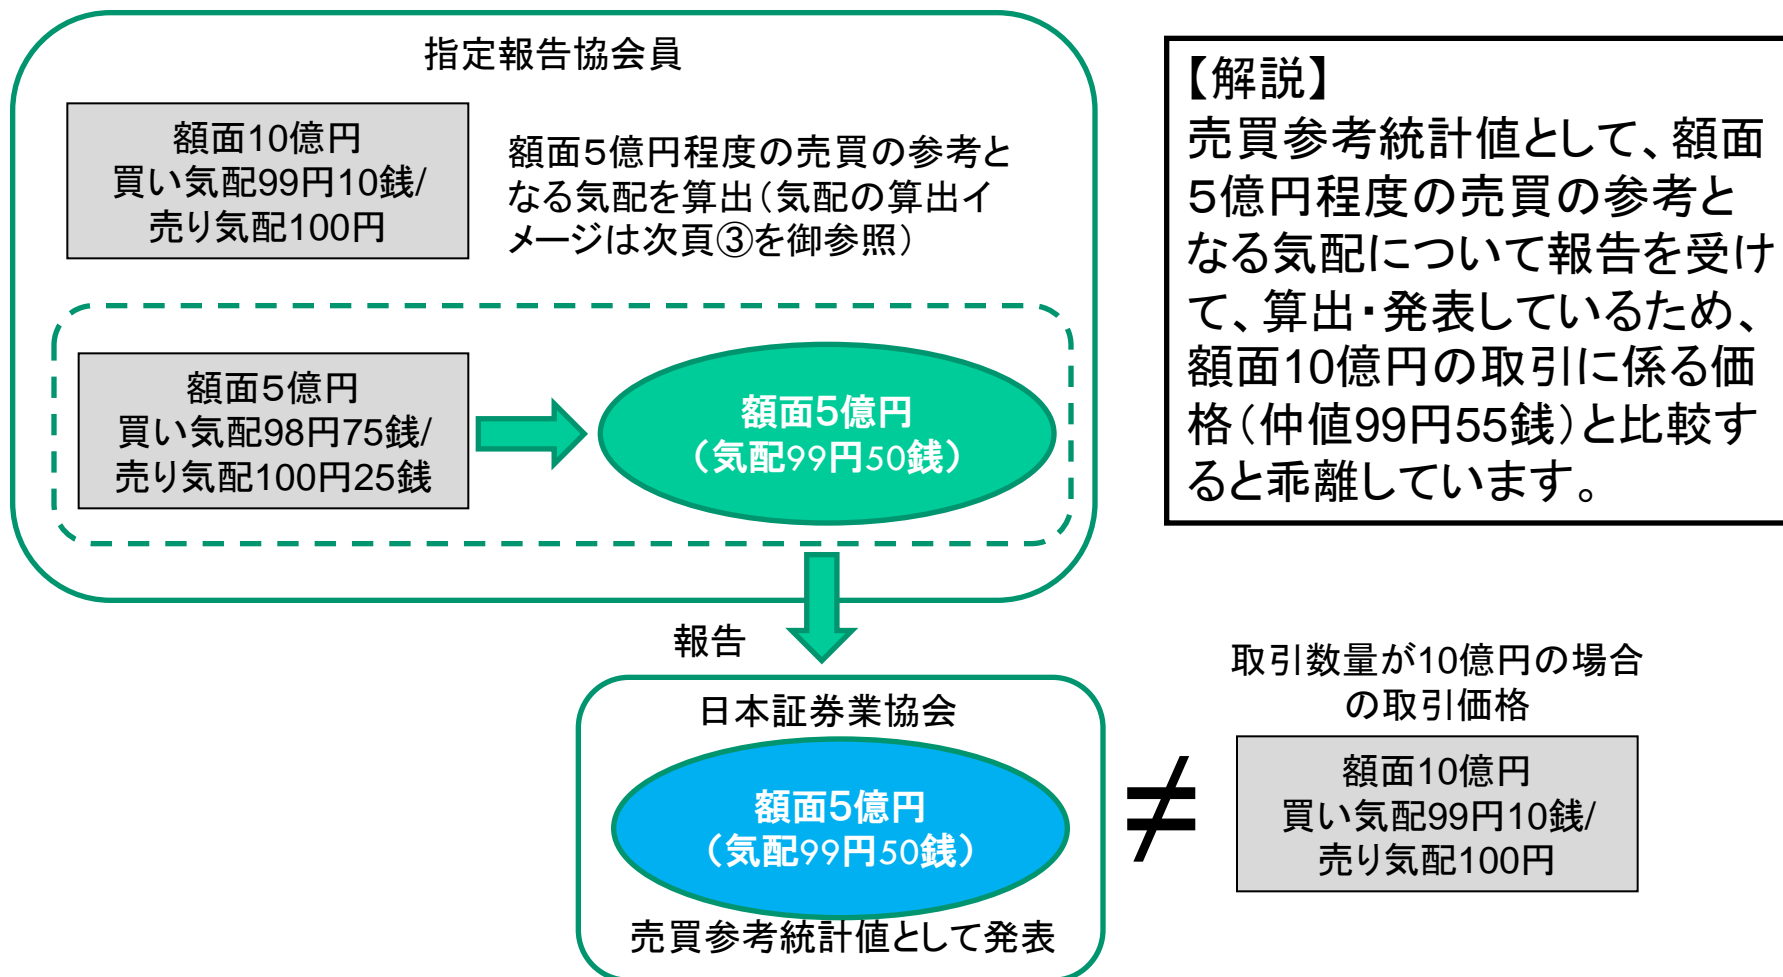 指定報告協会員
額面10億円
買い気配99円10銭/
売り気配100円
額面5億円程度の売買の参考と
なる気配を算出（気配の算出イ
メージは次頁③を御参照）
額面5億円
買い気配98円75銭/
売り気配100円25銭
額面5億円
（気配99円50銭）
【解説】
売買参考統計値として、額面
5億円程度の売買の参考と
なる気配について報告を受け
て、算出・発表しているため、
額面10億円の取引に係る価
格（仲値99円55銭）と比較す
ると乖離しています。
報告
日本証券業協会
額面5億円
（気配99円50銭）
売買参考統計値として発表
≠
取引数量が10億円の場合
の取引価格
額面10億円
買い気配99円10銭/
売り気配100円